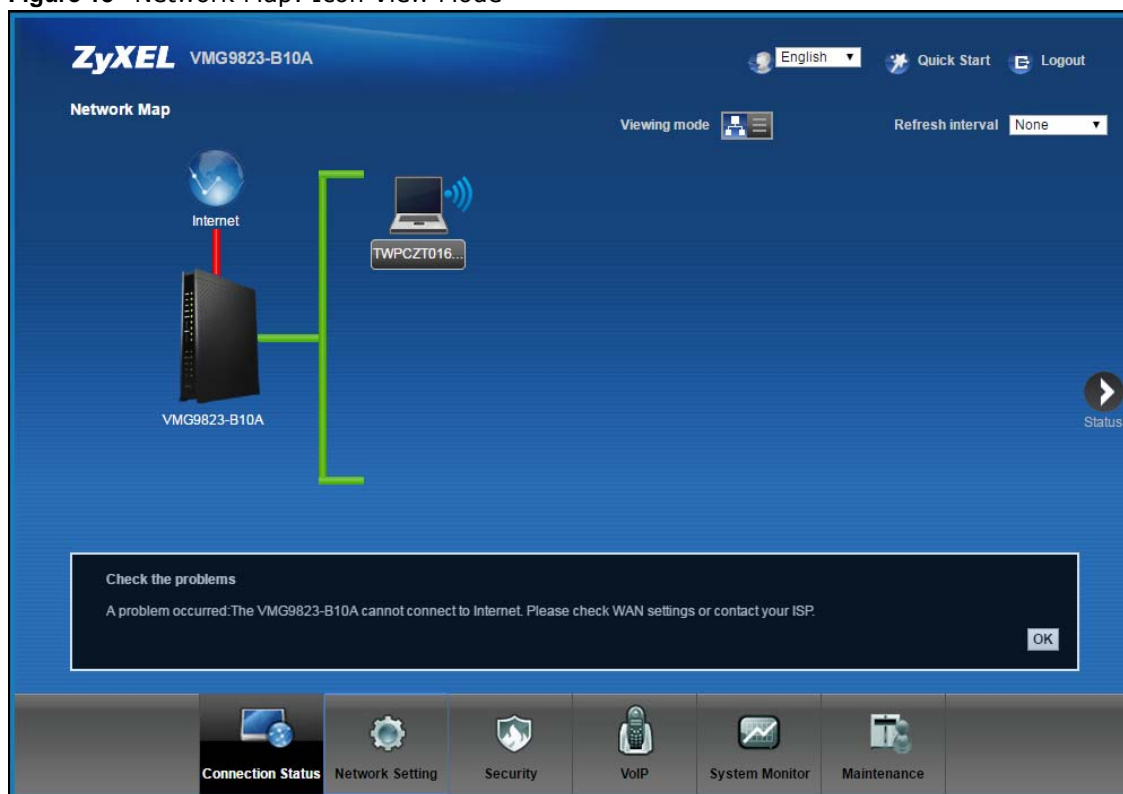 ZyXEL VMG9823-B10A
English
Quick Start
Logout
Network Map
Viewing mode
Refresh interval
None
Internet
TWPCZT016...
VMG9823-B10A
Status
Check the problems
A problem occurred:The VMG9823-B10A cannot connect to Internet. Please check WAN settings or contact your ISP.
OK
Connection Status
Network Setting
Security
VoIP
System Monitor
Maintenance